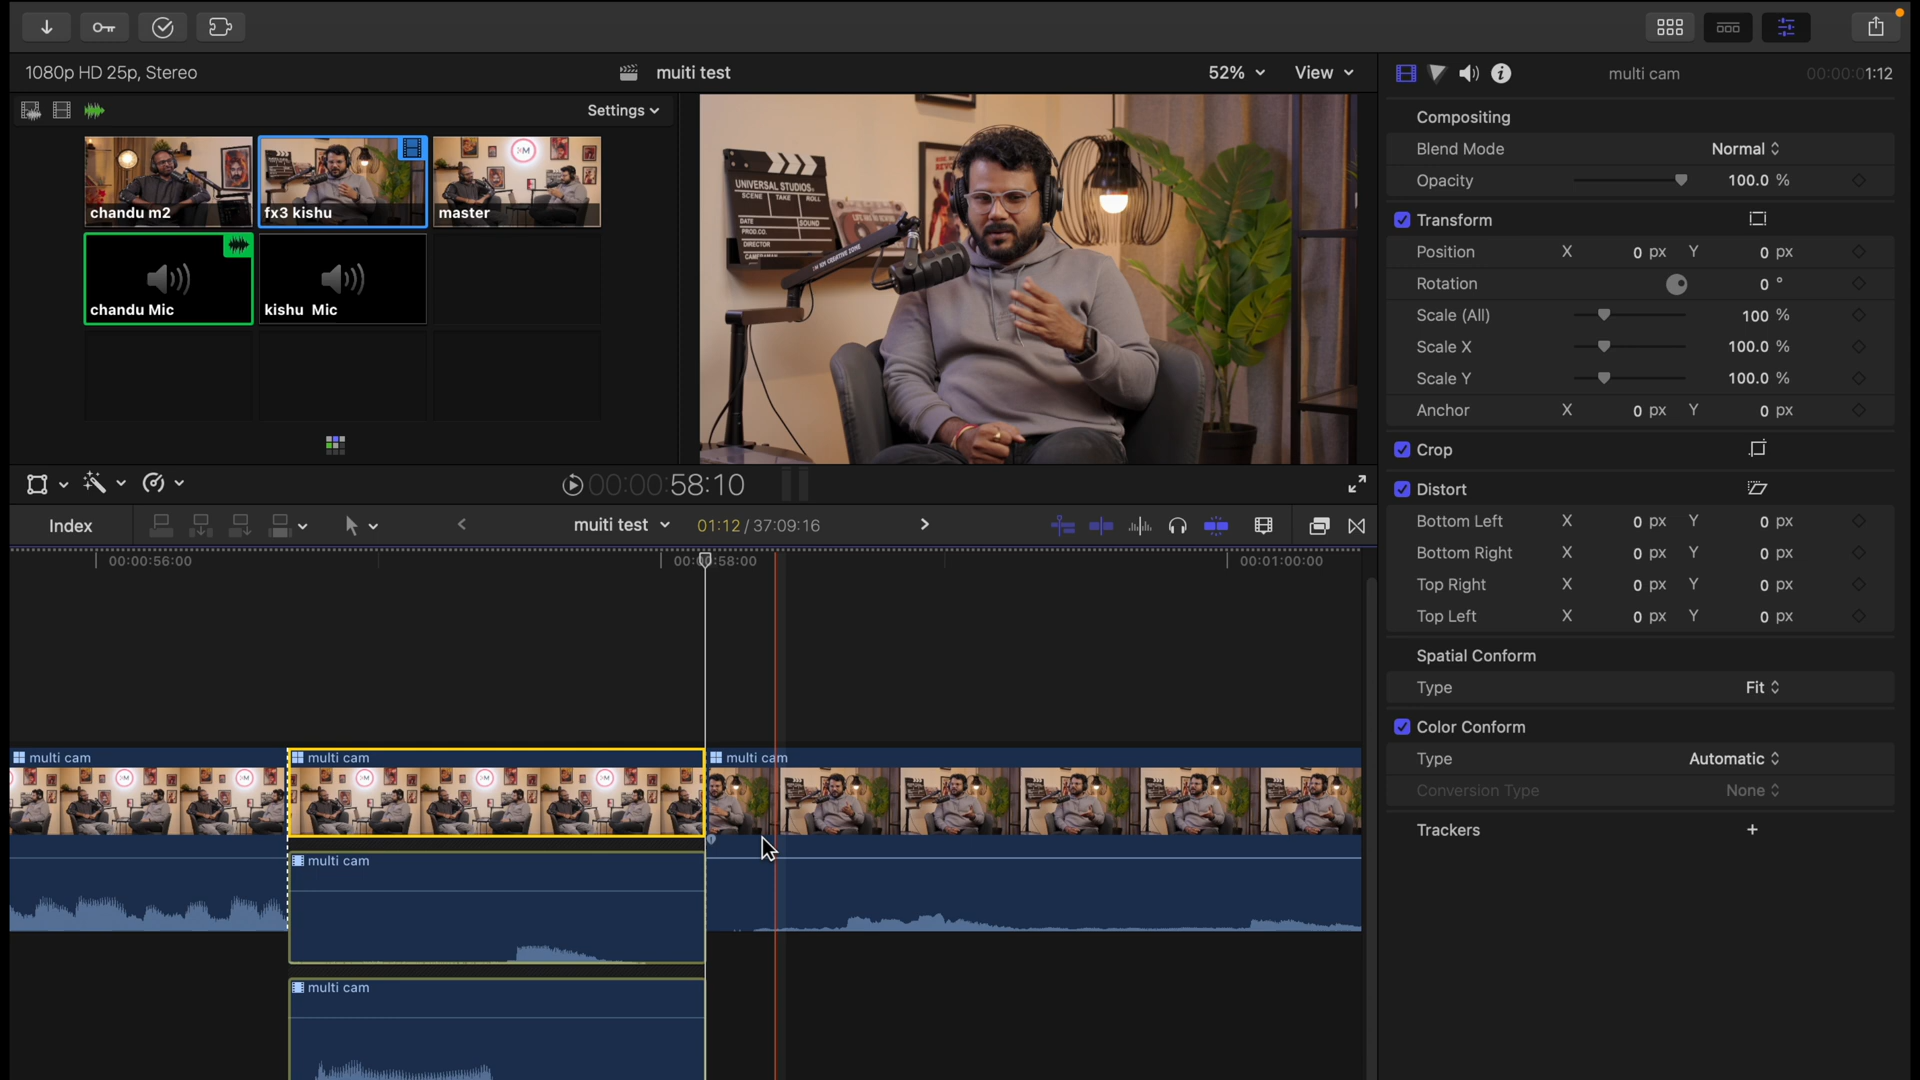 1080p HD 25p, Stereo
muiti test
52%
View
multi cam
00:00:01:12
Settings
chandu m2
fx3 kishu
master
chandu Mic
kishu Mic
UNIVERSAL STUDIOS
SCENE TAKE ROLL
DATE SOUND
PROD.CO.
DIRECTOR
CAMERAMAN
I'M KM CREATIVE ZONE
Compositing
Blend Mode Normal
Opacity 100.0 %
Transform
Position X 0 px Y 0 px
Rotation 0 °
Scale (All) 100 %
Scale X 100.0 %
Scale Y 100.0 %
Anchor X 0 px Y 0 px
Crop
Distort
Bottom Left X 0 px Y 0 px
Bottom Right X 0 px Y 0 px
Top Right X 0 px Y 0 px
Top Left X 0 px Y 0 px
Spatial Conform
Type Fit
Color Conform
Type Automatic
Conversion Type None
Trackers +
00:00:58:10
Index
muiti test
01:12 / 37:09:16
00:00:56:00
00:00:58:00
00:01:00:00
multi cam
multi cam
multi cam
multi cam
multi cam